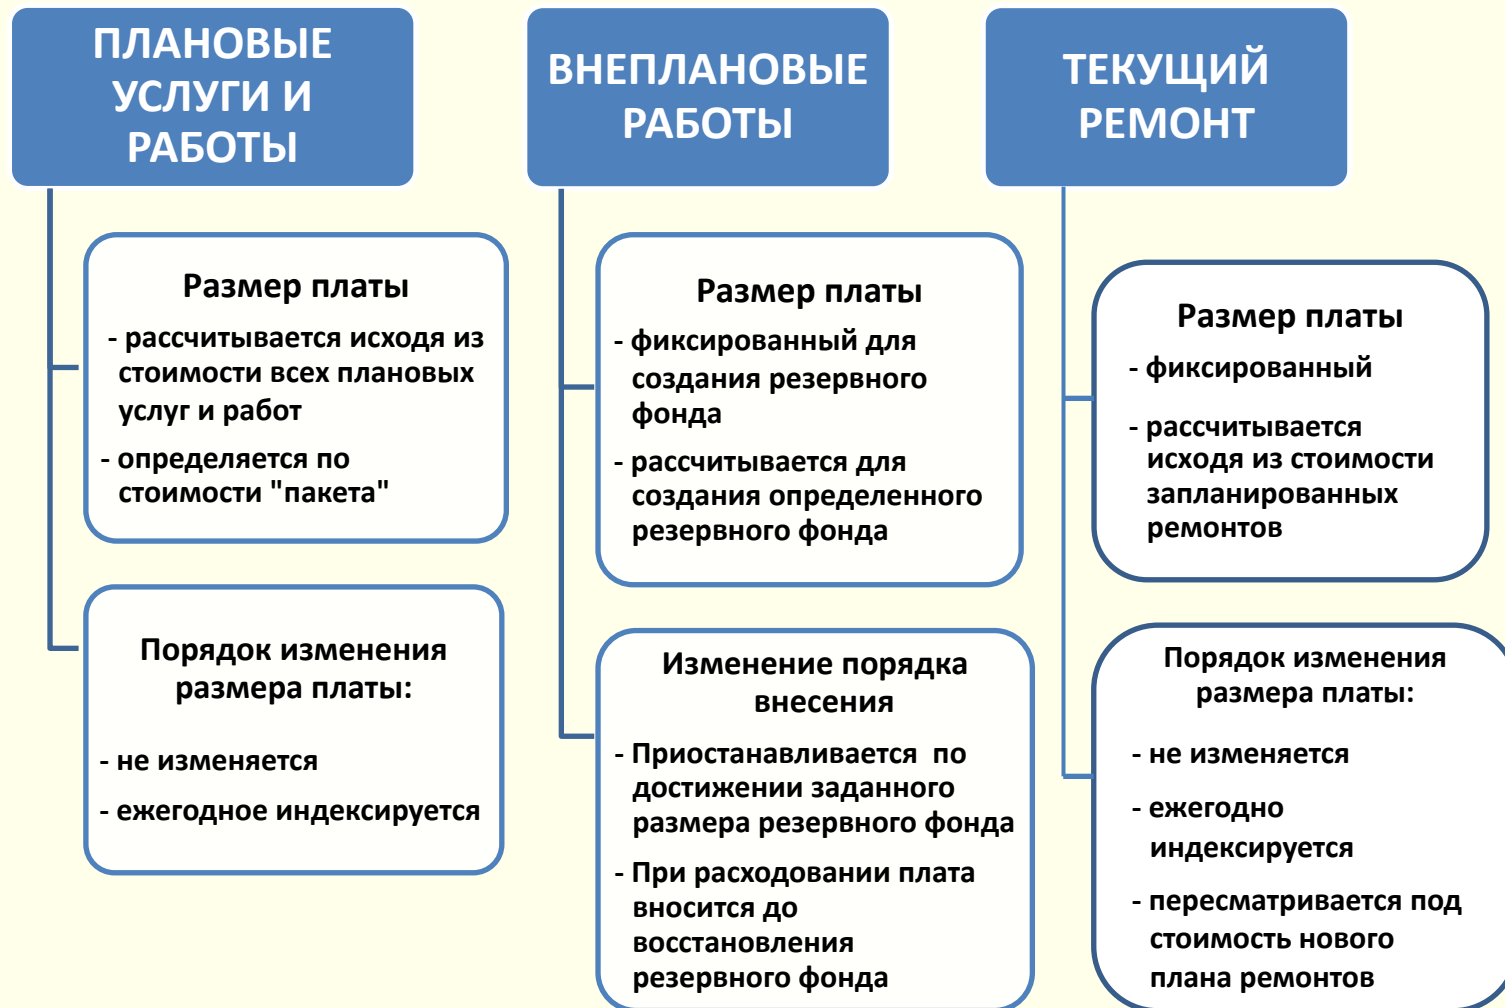 ПЛАНОВЫЕ
УСЛУГИ И
РАБОТЫ
Размер платы
- рассчитывается исходя из
стоимости всех плановых
услуг и работ
- определяется по
стоимости "пакета"
Порядок изменения
размера платы:
- не изменяется
- ежегодное индексируется
ВНЕПЛАНОВЫЕ
РАБОТЫ
Размер платы
- фиксированный для
создания резервного
фонда
- рассчитывается для
создания определенного
резервного фонда
Изменение порядка
внесения
- Приостанавливается по
достижении заданного
размера резервного фонда
- При расходовании плата
вносится до
восстановления
резервного фонда
ТЕКУЩИЙ
РЕМОНТ
Размер платы
- фиксированный
- рассчитывается
исходя из стоимости
запланированных
ремонтов
Порядок изменения
размера платы:
- не изменяется
- ежегодно
индексируется
- пересматривается под
стоимость нового
плана ремонтов